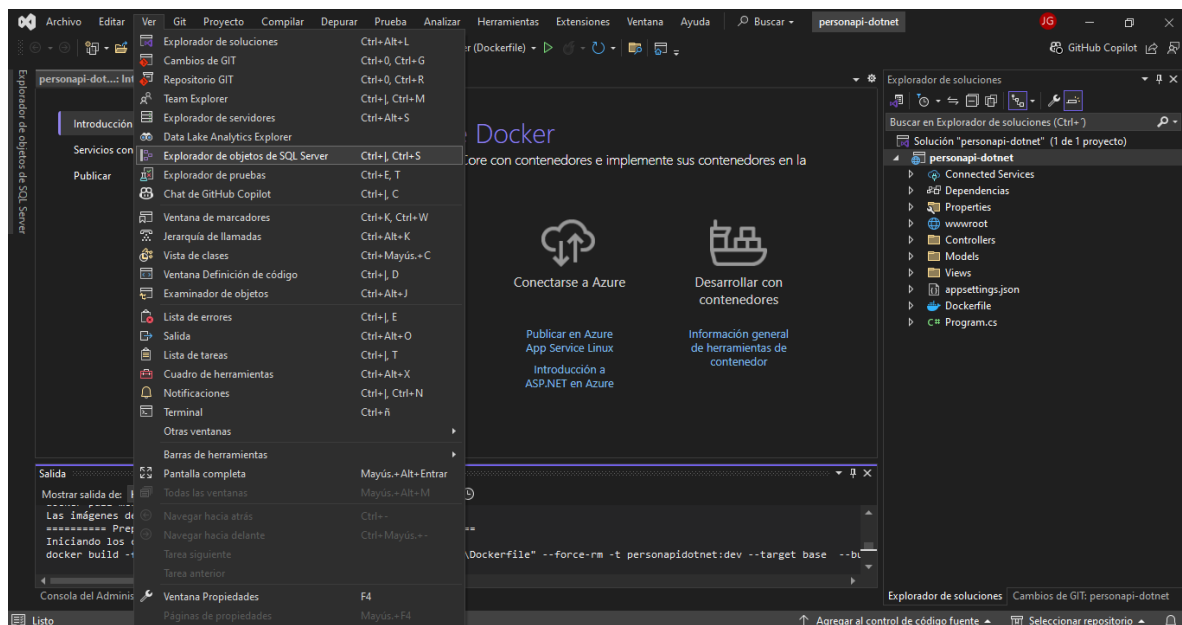 Archivo Editar Ver Git Proyecto Compilar Depurar Prueba Analizar Herramientas Extensiones Ventana Ayuda Buscar personapi-dotnet JG
er (Dockerfile) GitHub Copilot
Explorador de objetos de SQL Server
personapi-dot...: Int
Introducción
Servicios con
Publicar
Explorador de soluciones Ctrl+Alt+L
Cambios de GIT Ctrl+0, Ctrl+G
Repositorio GIT Ctrl+0, Ctrl+R
Team Explorer Ctrl+|, Ctrl+M
Explorador de servidores Ctrl+Alt+S
Data Lake Analytics Explorer
Explorador de objetos de SQL Server Ctrl+|, Ctrl+S
Explorador de pruebas Ctrl+E, T
Chat de GitHub Copilot Ctrl+|, C
Ventana de marcadores Ctrl+K, Ctrl+W
Jerarquía de llamadas Ctrl+Alt+K
Vista de clases Ctrl+Mayús.+C
Ventana Definición de código Ctrl+|, D
Examinador de objetos Ctrl+Alt+J
Lista de errores Ctrl+|, E
Salida Ctrl+Alt+O
Lista de tareas Ctrl+|, T
Cuadro de herramientas Ctrl+Alt+X
Notificaciones Ctrl+|, Ctrl+N
Terminal Ctrl+ñ
Otras ventanas
Barras de herramientas
Pantalla completa Mayús.+Alt+Entrar
Todas las ventanas Mayús.+Alt+M
Navegar hacia atrás Ctrl+-
Navegar hacia delante Ctrl+Mayús.+-
Tarea siguiente
Tarea anterior
Ventana Propiedades F4
Páginas de propiedades Mayús.+F4
Docker
Core con contenedores e implemente sus contenedores en la
Conectarse a Azure
Publicar en Azure
App Service Linux
Introducción a
ASP.NET en Azure
Desarrollar con
contenedores
Información general
de herramientas de
contenedor
Explorador de soluciones
Buscar en Explorador de soluciones (Ctrl+´)
Solución "personapi-dotnet" (1 de 1 proyecto)
personapi-dotnet
Connected Services
Dependencias
Properties
wwwroot
Controllers
Models
Views
appsettings.json
Dockerfile
C# Program.cs
Explorador de soluciones Cambios de GIT: personapi-dotnet
Salida
Mostrar salida de:
Las imágenes de
========== Prep ==
Iniciando los
docker build -t \Dockerfile" --force-rm -t personapidotnet:dev --target base --bu
Consola del Adminis
Listo Agregar al control de código fuente Seleccionar repositorio